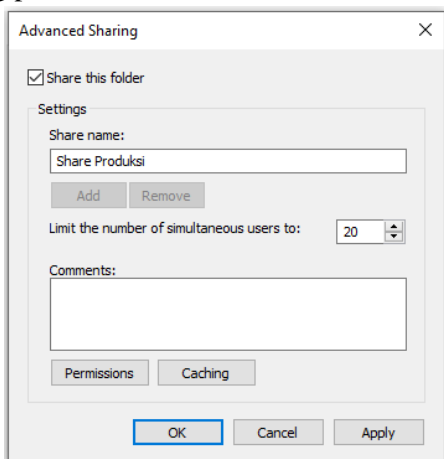 Advanced Sharing
Share this folder
Settings
Share name:
Share Produksi
Add Remove
Limit the number of simultaneous users to: 20
Comments:
Permissions Caching
OK Cancel Apply